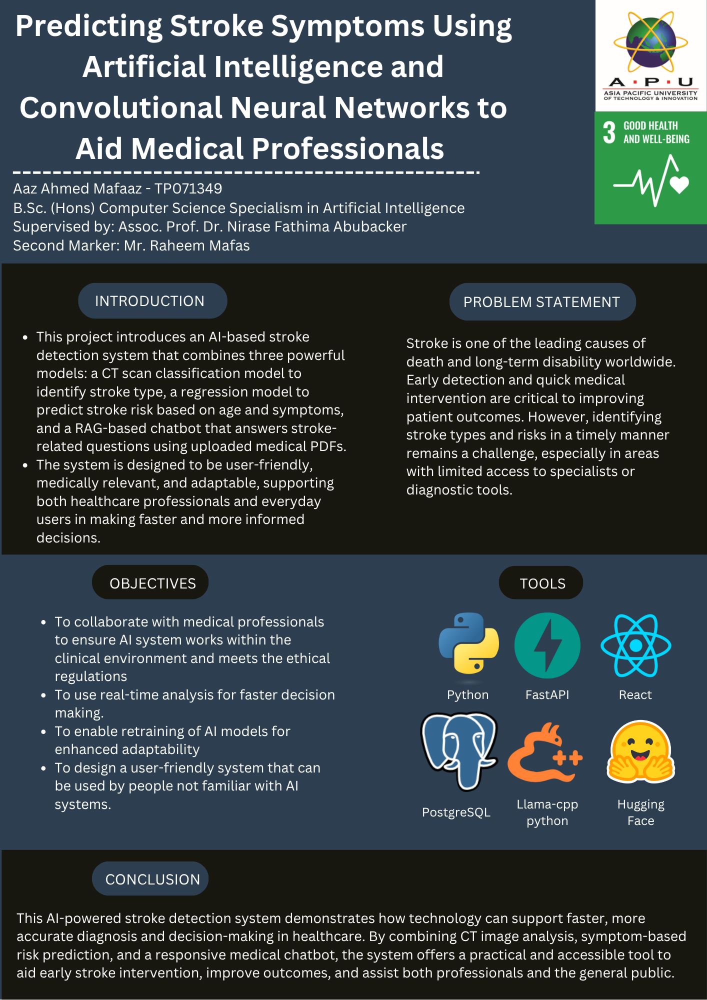 Predicting Stroke Symptoms Using
Artificial Intelligence and
Convolutional Neural Networks to
Aid Medical Professionals
A·P·U
ASIA PACIFIC UNIVERSITY
OF TECHNOLOGY & INNOVATION
3 GOOD HEALTH
AND WELL-BEING
Aaz Ahmed Mafaaz - TP071349
B.Sc. (Hons) Computer Science Specialism in Artificial Intelligence
Supervised by: Assoc. Prof. Dr. Nirase Fathima Abubacker
Second Marker: Mr. Raheem Mafas
INTRODUCTION
• This project introduces an AI-based stroke
detection system that combines three powerful
models: a CT scan classification model to
identify stroke type, a regression model to
predict stroke risk based on age and symptoms,
and a RAG-based chatbot that answers stroke-
related questions using uploaded medical PDFs.
• The system is designed to be user-friendly,
medically relevant, and adaptable, supporting
both healthcare professionals and everyday
users in making faster and more informed
decisions.
PROBLEM STATEMENT
Stroke is one of the leading causes of
death and long-term disability worldwide.
Early detection and quick medical
intervention are critical to improving
patient outcomes. However, identifying
stroke types and risks in a timely manner
remains a challenge, especially in areas
with limited access to specialists or
diagnostic tools.
OBJECTIVES
• To collaborate with medical professionals
to ensure AI system works within the
clinical environment and meets the ethical
regulations
• To use real-time analysis for faster decision
making.
• To enable retraining of AI models for
enhanced adaptability
• To design a user-friendly system that can
be used by people not familiar with AI
systems.
TOOLS
Python
FastAPI
React
++
PostgreSQL
Llama-cpp
python
Hugging
Face
CONCLUSION
This AI-powered stroke detection system demonstrates how technology can support faster, more
accurate diagnosis and decision-making in healthcare. By combining CT image analysis, symptom-based
risk prediction, and a responsive medical chatbot, the system offers a practical and accessible tool to
aid early stroke intervention, improve outcomes, and assist both professionals and the general public.